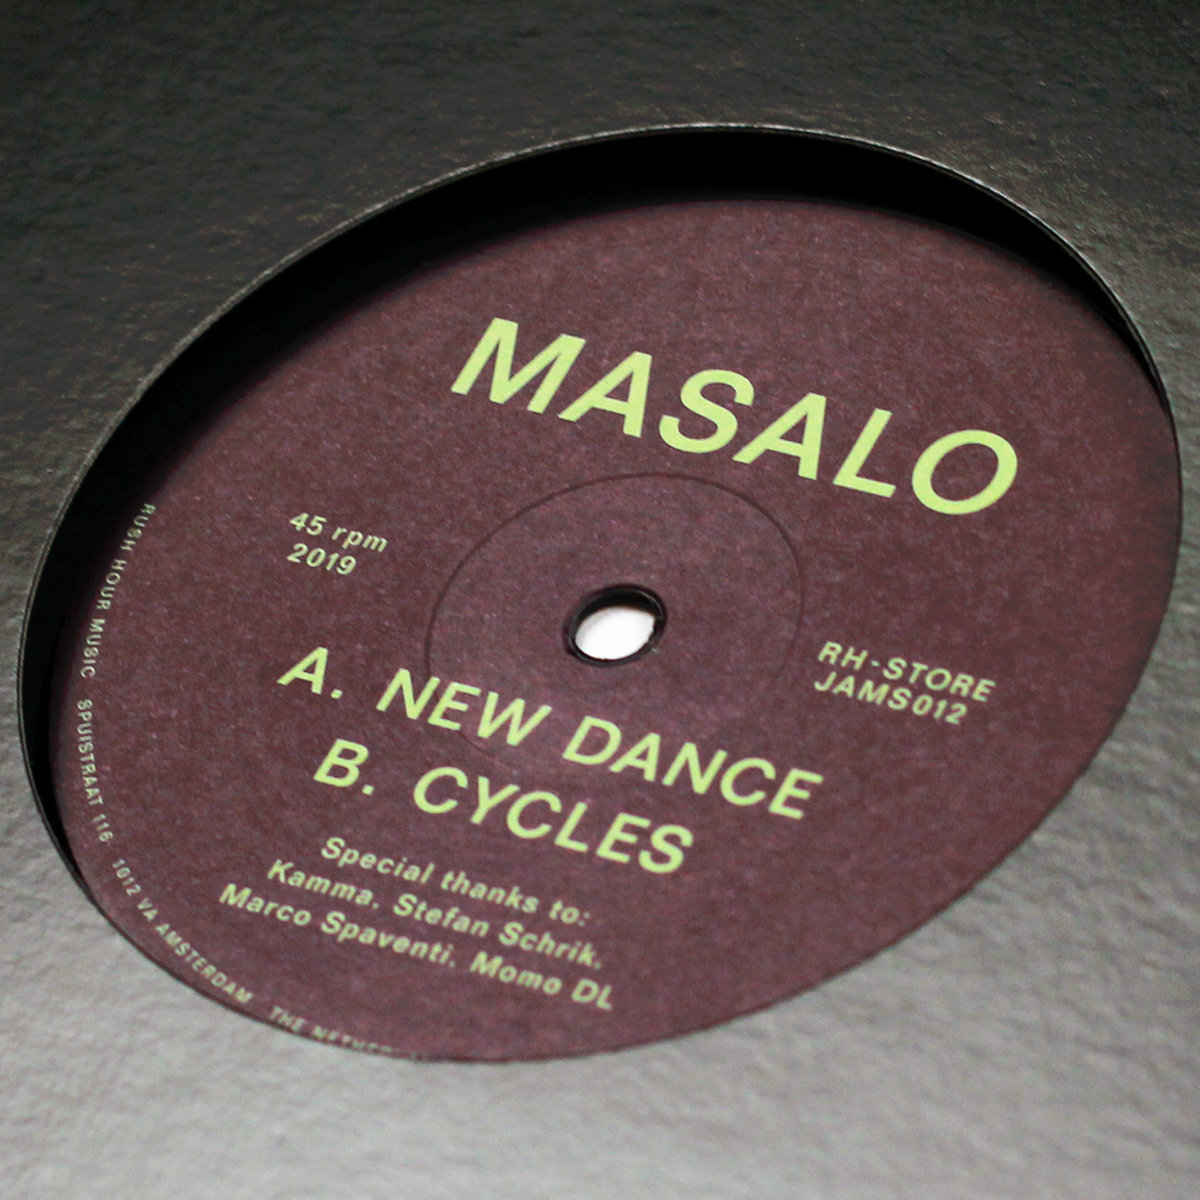 MASALO
45 rpm
2019
RH-STORE
JAMS012
A. NEW DANCE
B. CYCLES
Special thanks to:
Kamma, Stefan Schrik,
Marco Spaventi, Momo DL
RUSH HOUR MUSIC SPUISTRAAT 116 1012 VA AMSTERDAM THE